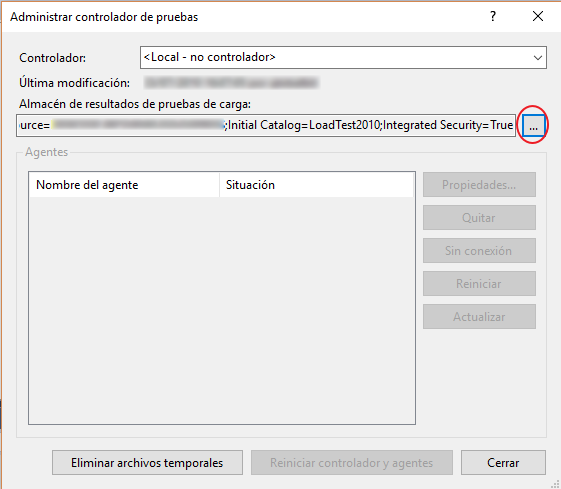 Administrar controlador de pruebas
?
Controlador:
<Local - no controlador>
Última modificación:
Almacén de resultados de pruebas de carga:
urce=
;Initial Catalog=LoadTest2010;Integrated Security=True
...
Agentes
Nombre del agente
Situación
Propiedades...
Quitar
Sin conexión
Reiniciar
Actualizar
Eliminar archivos temporales
Reiniciar controlador y agentes
Cerrar